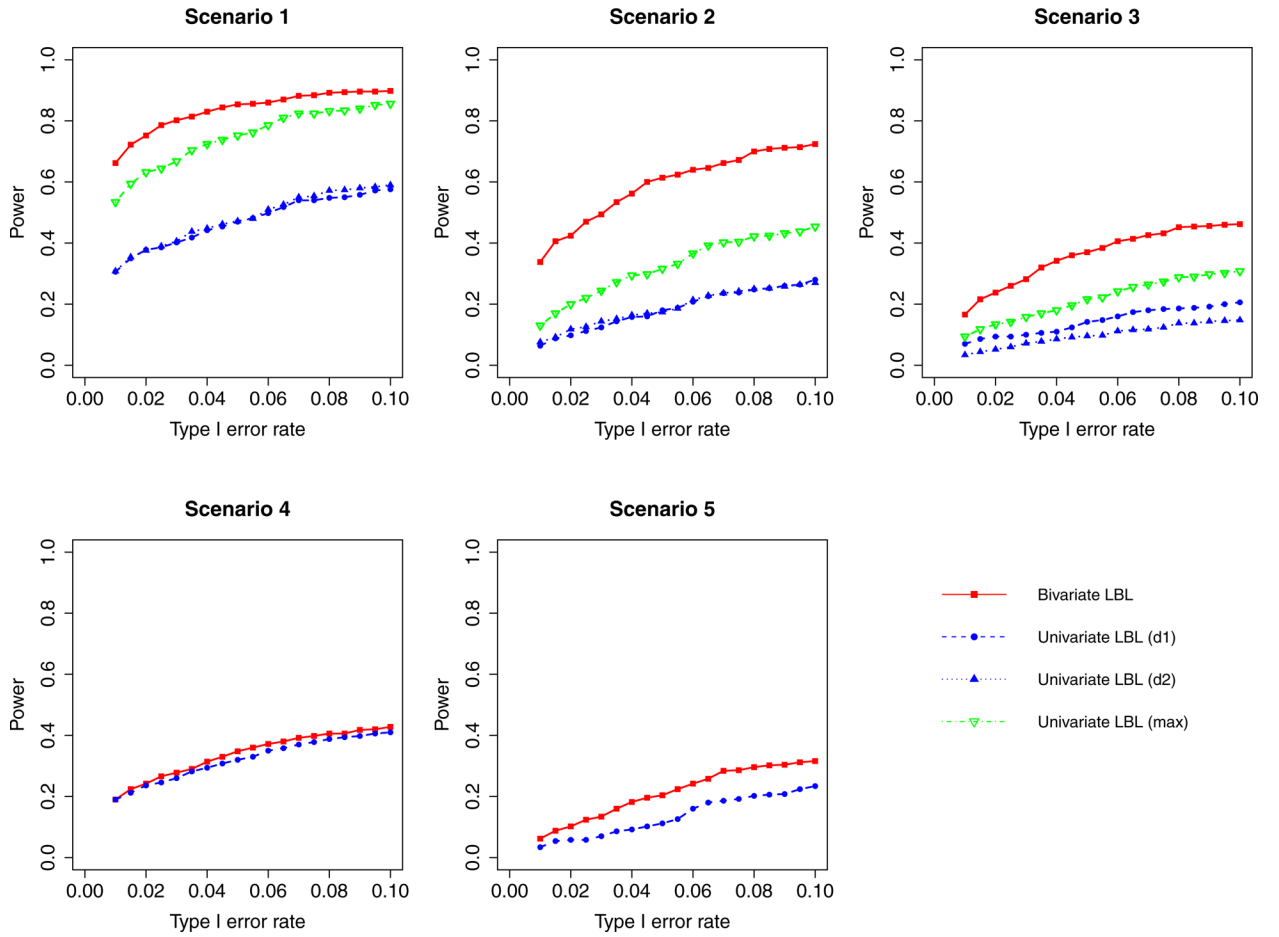 Scenario 1
Scenario 2
Scenario 3
Power
0.0 0.2 0.4 0.6 0.8 1.0
0.00 0.02 0.04 0.06 0.08 0.10
Type I error rate
Power
0.0 0.2 0.4 0.6 0.8 1.0
0.00 0.02 0.04 0.06 0.08 0.10
Type I error rate
Power
0.0 0.2 0.4 0.6 0.8 1.0
0.00 0.02 0.04 0.06 0.08 0.10
Type I error rate
Scenario 4
Scenario 5
Power
0.0 0.2 0.4 0.6 0.8 1.0
0.00 0.02 0.04 0.06 0.08 0.10
Type I error rate
Power
0.0 0.2 0.4 0.6 0.8 1.0
0.00 0.02 0.04 0.06 0.08 0.10
Type I error rate
Bivariate LBL
Univariate LBL (d1)
Univariate LBL (d2)
Univariate LBL (max)